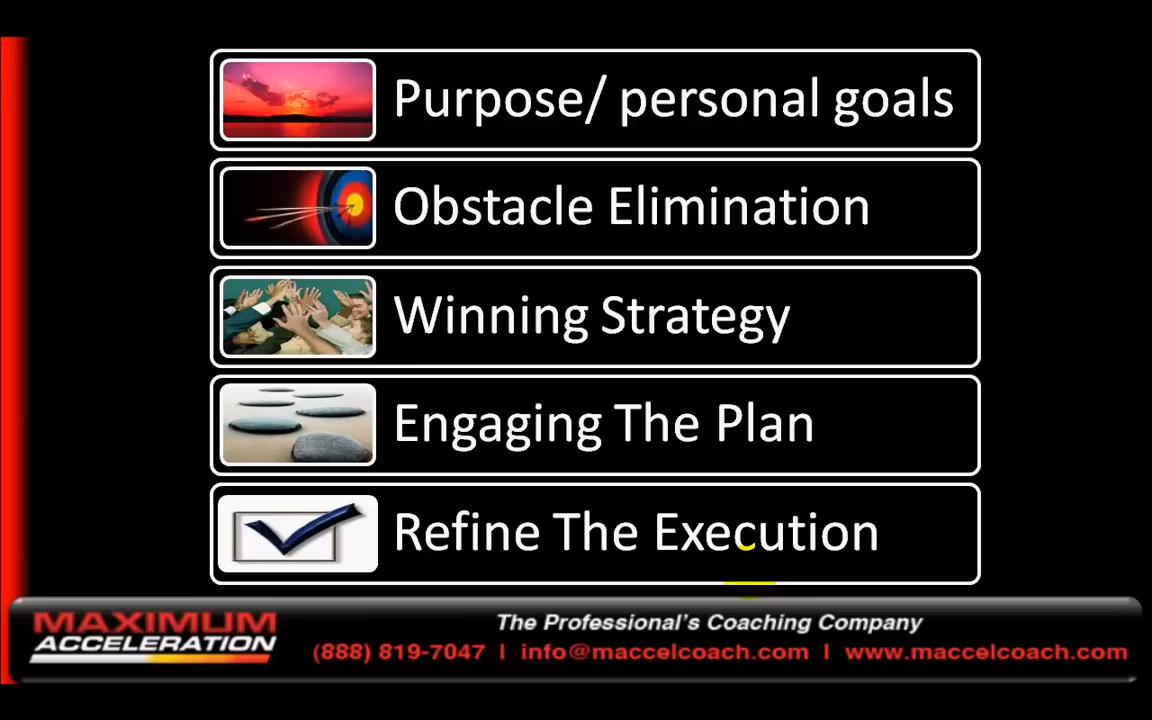 Purpose/ personal goals
Obstacle Elimination
Winning Strategy
Engaging The Plan
Refine The Execution
MAXIMUM
ACCELERATION
The Professional's Coaching Company
(888) 819-7047 | info@maccelcoach.com | www.maccelcoach.com